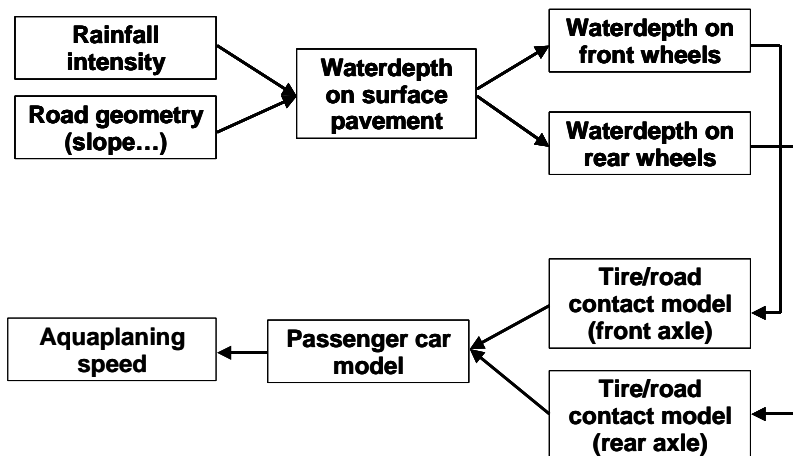 Rainfall
intensity
Road geometry
(slope…)
Waterdepth
on surface
pavement
Waterdepth on
front wheels
Waterdepth on
rear wheels
Tire/road
contact model
(front axle)
Tire/road
contact model
(rear axle)
Passenger car
model
Aquaplaning
speed